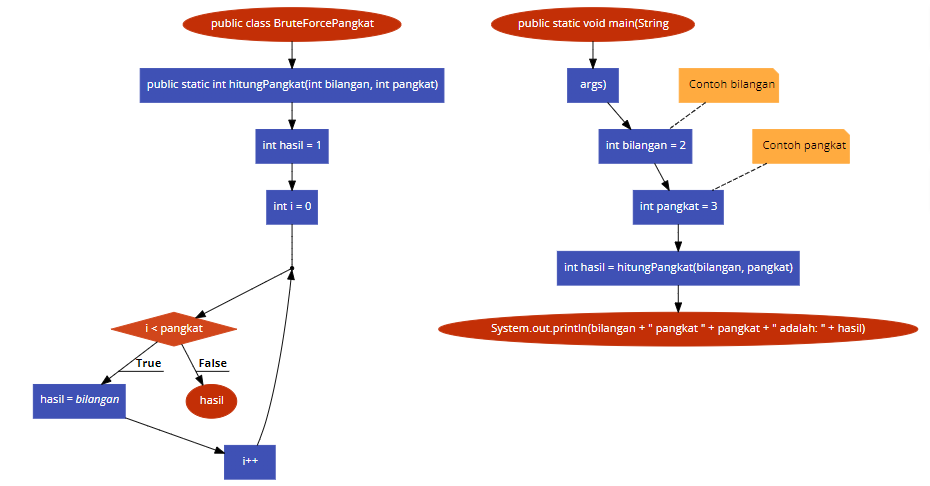 public class BruteForcePangkat
public static int hitungPangkat(int bilangan, int pangkat)
int hasil = 1
int i = 0
i < pangkat
True
False
hasil = bilangan
hasil
i++
public static void main(String
args)
Contoh bilangan
int bilangan = 2
Contoh pangkat
int pangkat = 3
int hasil = hitungPangkat(bilangan, pangkat)
System.out.println(bilangan + " pangkat " + pangkat + " adalah: " + hasil)